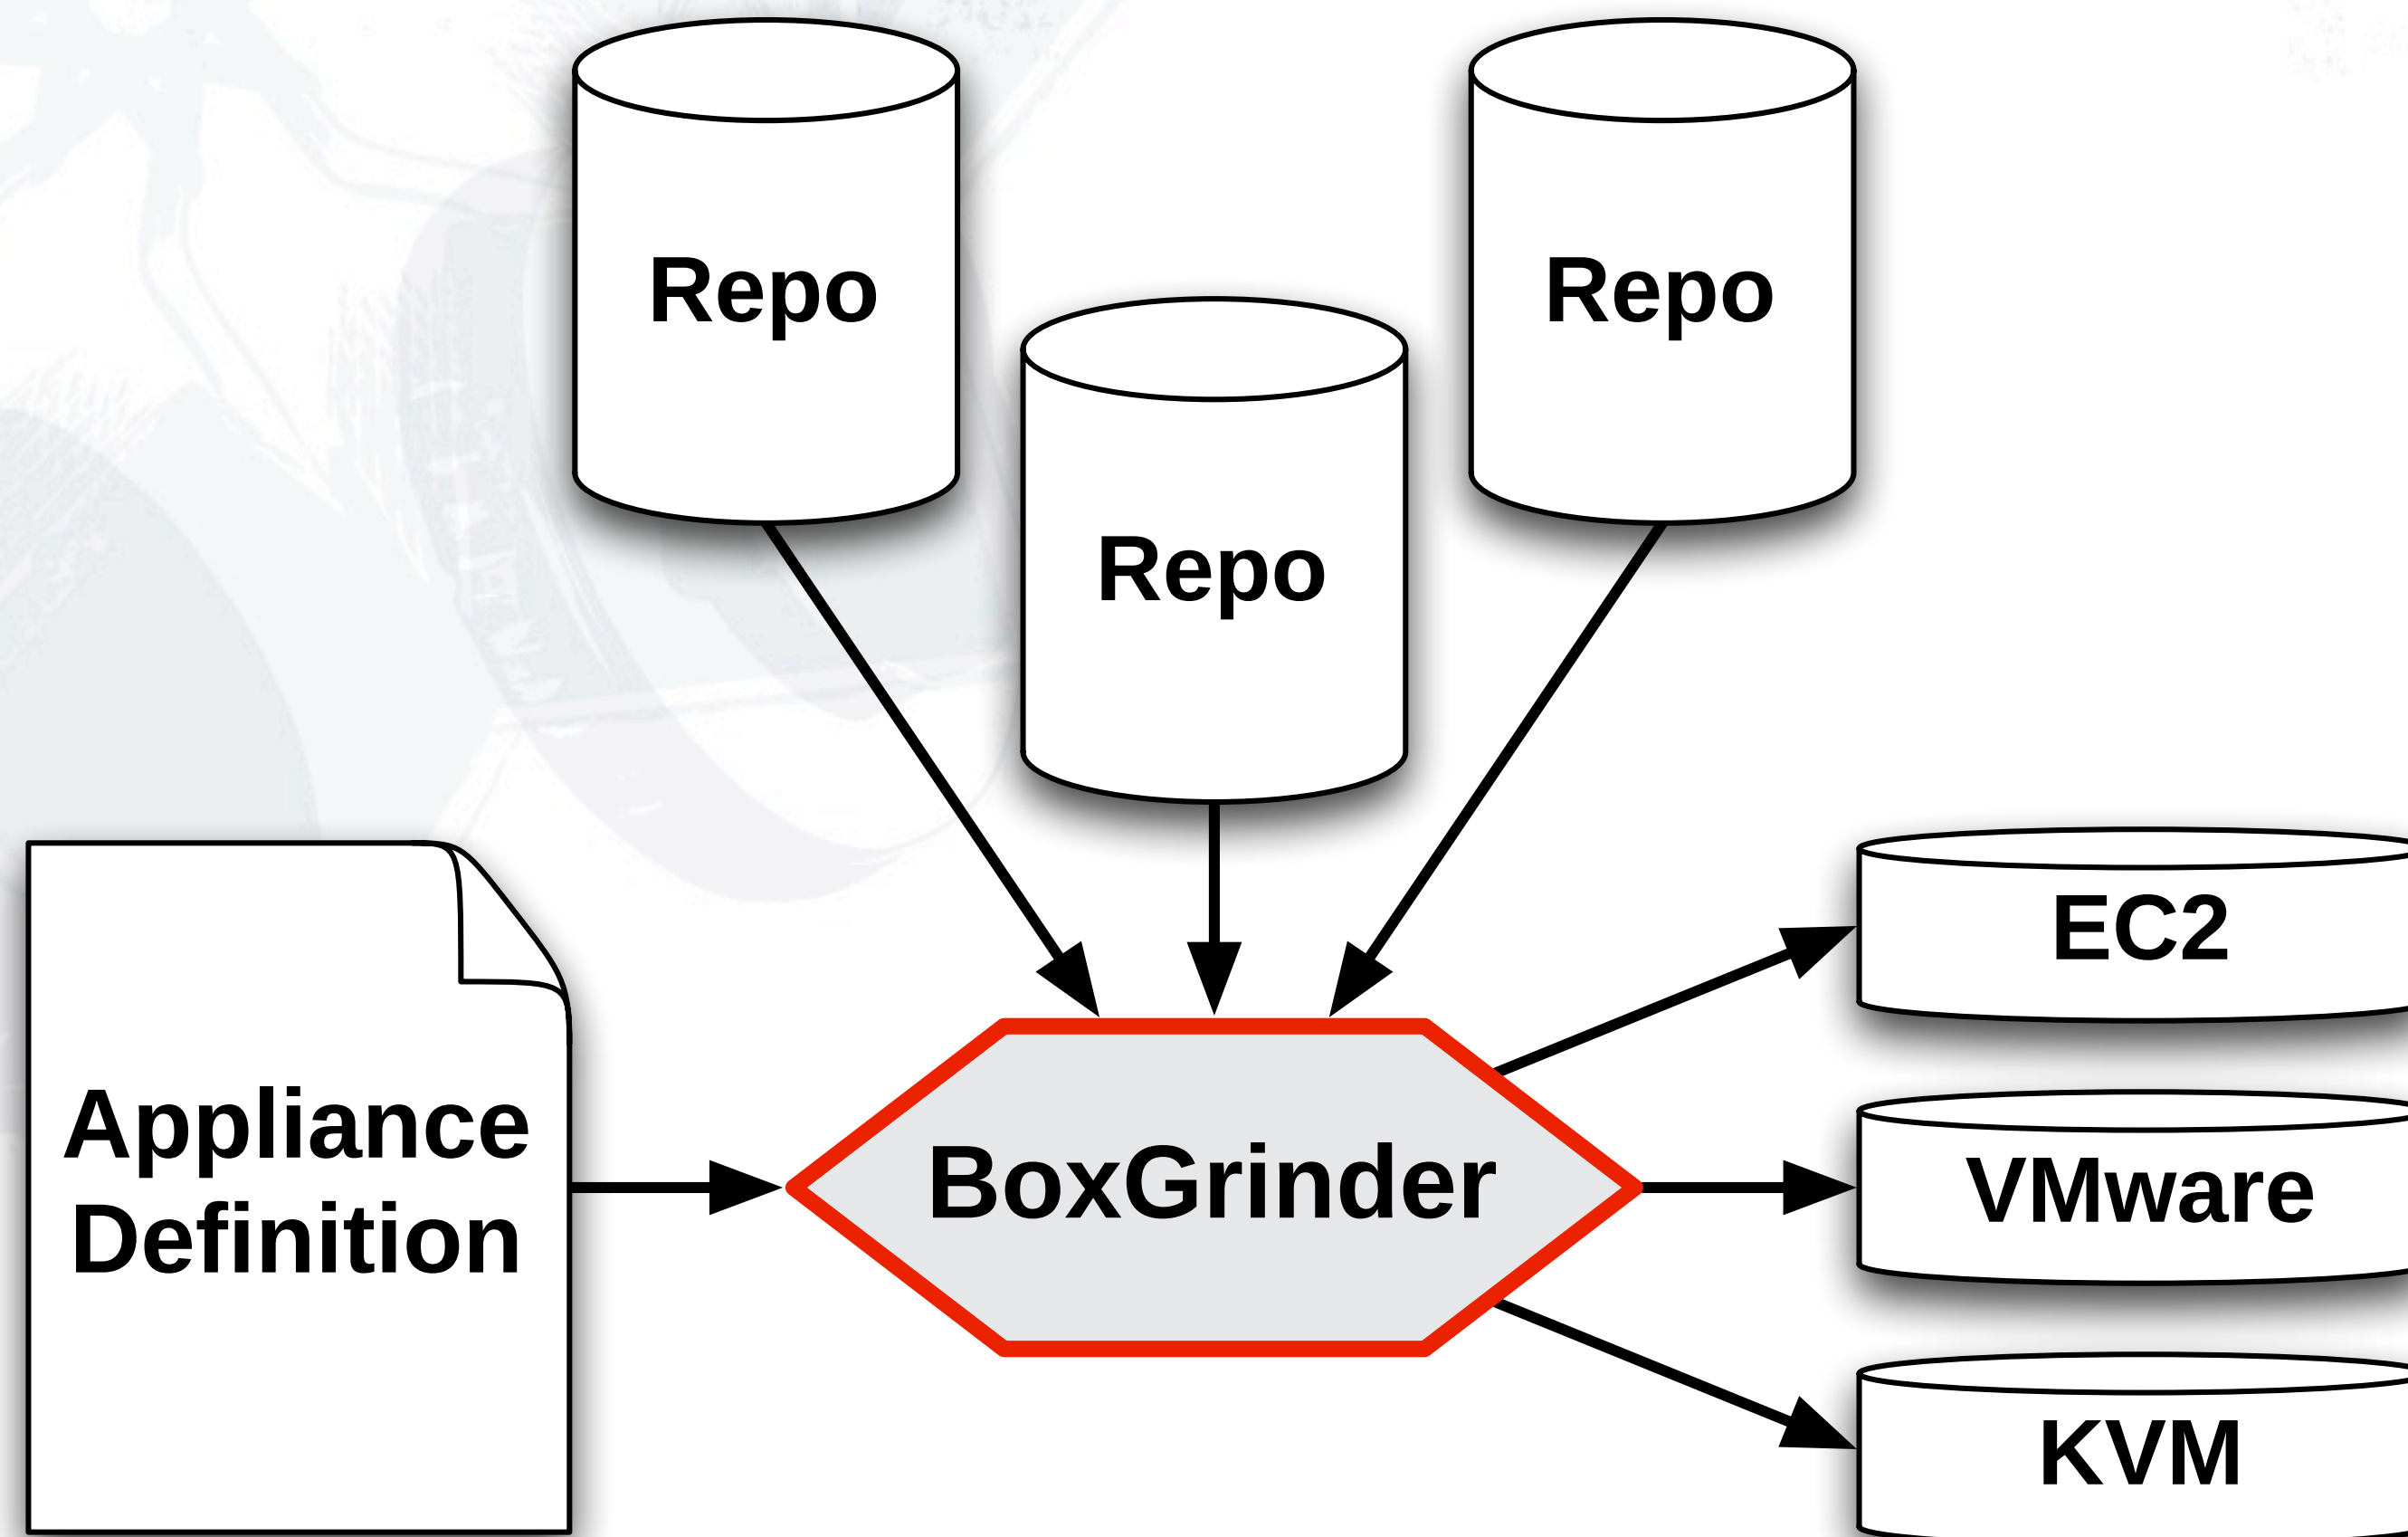 Repo
Repo
Repo
EC2
Appliance
Definition
BoxGrinder
VMware
KVM